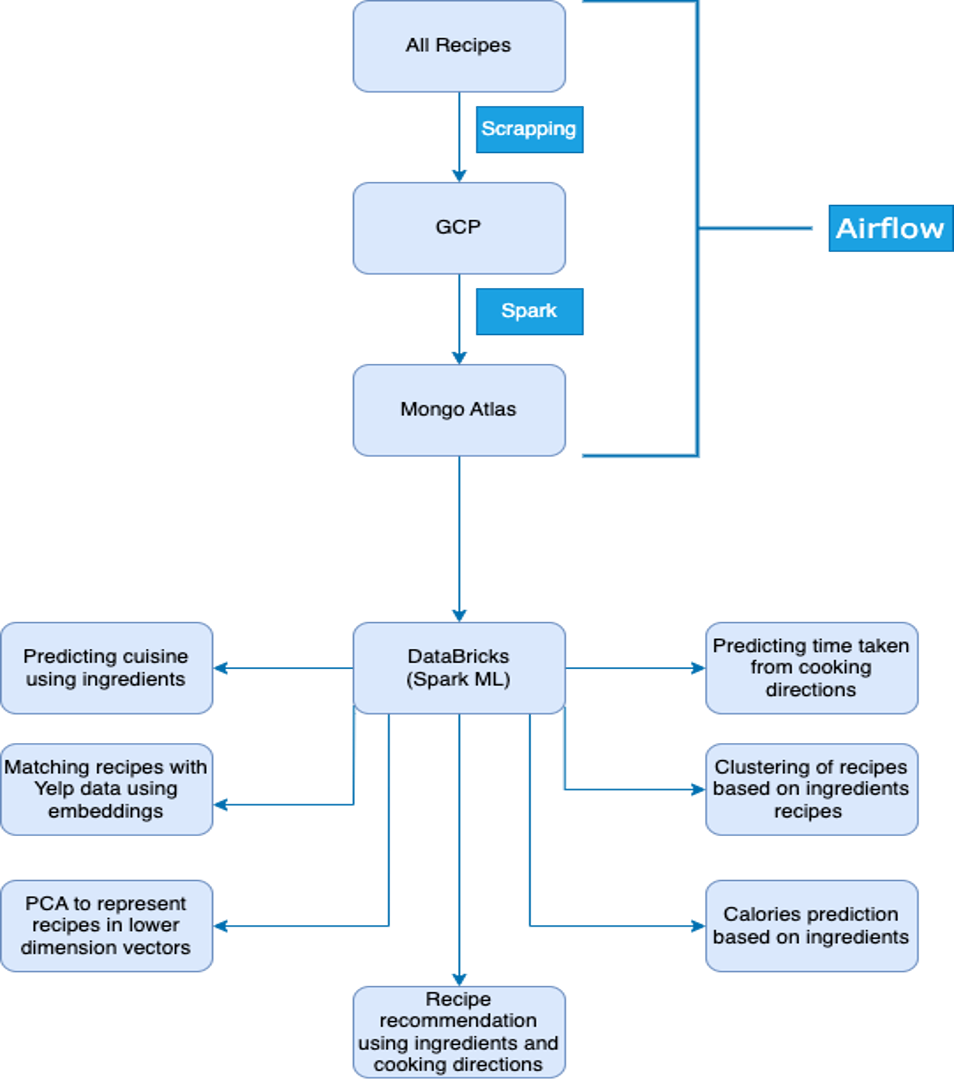 All Recipes
Scrapping
GCP
Airflow
Spark
Mongo Atlas
Predicting cuisine
using ingredients
DataBricks
(Spark ML)
Predicting time taken
from cooking
directions
Matching recipes with
Yelp data using
embeddings
Clustering of recipes
based on ingredients
recipes
PCA to represent
recipes in lower
dimension vectors
Calories prediction
based on ingredients
Recipe
recommendation
using ingredients and
cooking directions